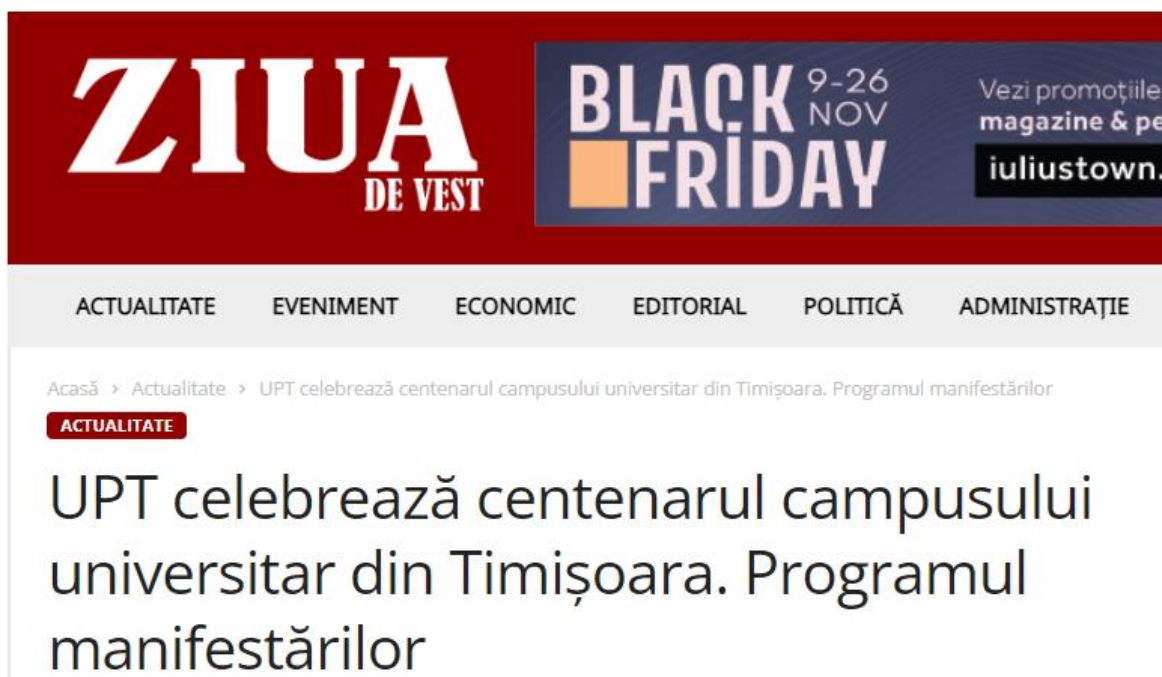 ZIUA
DE VEST
BLACK
FRIDAY
9-26
NOV
Vezi promoțiile
magazine & pe
iuliustown.
ACTUALITATE EVENIMENT ECONOMIC EDITORIAL POLITICĂ ADMINISTRAȚIE
Acasă › Actualitate › UPT celebrează centenarul campusului universitar din Timișoara. Programul manifestărilor
ACTUALITATE
UPT celebrează centenarul campusului
universitar din Timișoara. Programul
manifestărilor